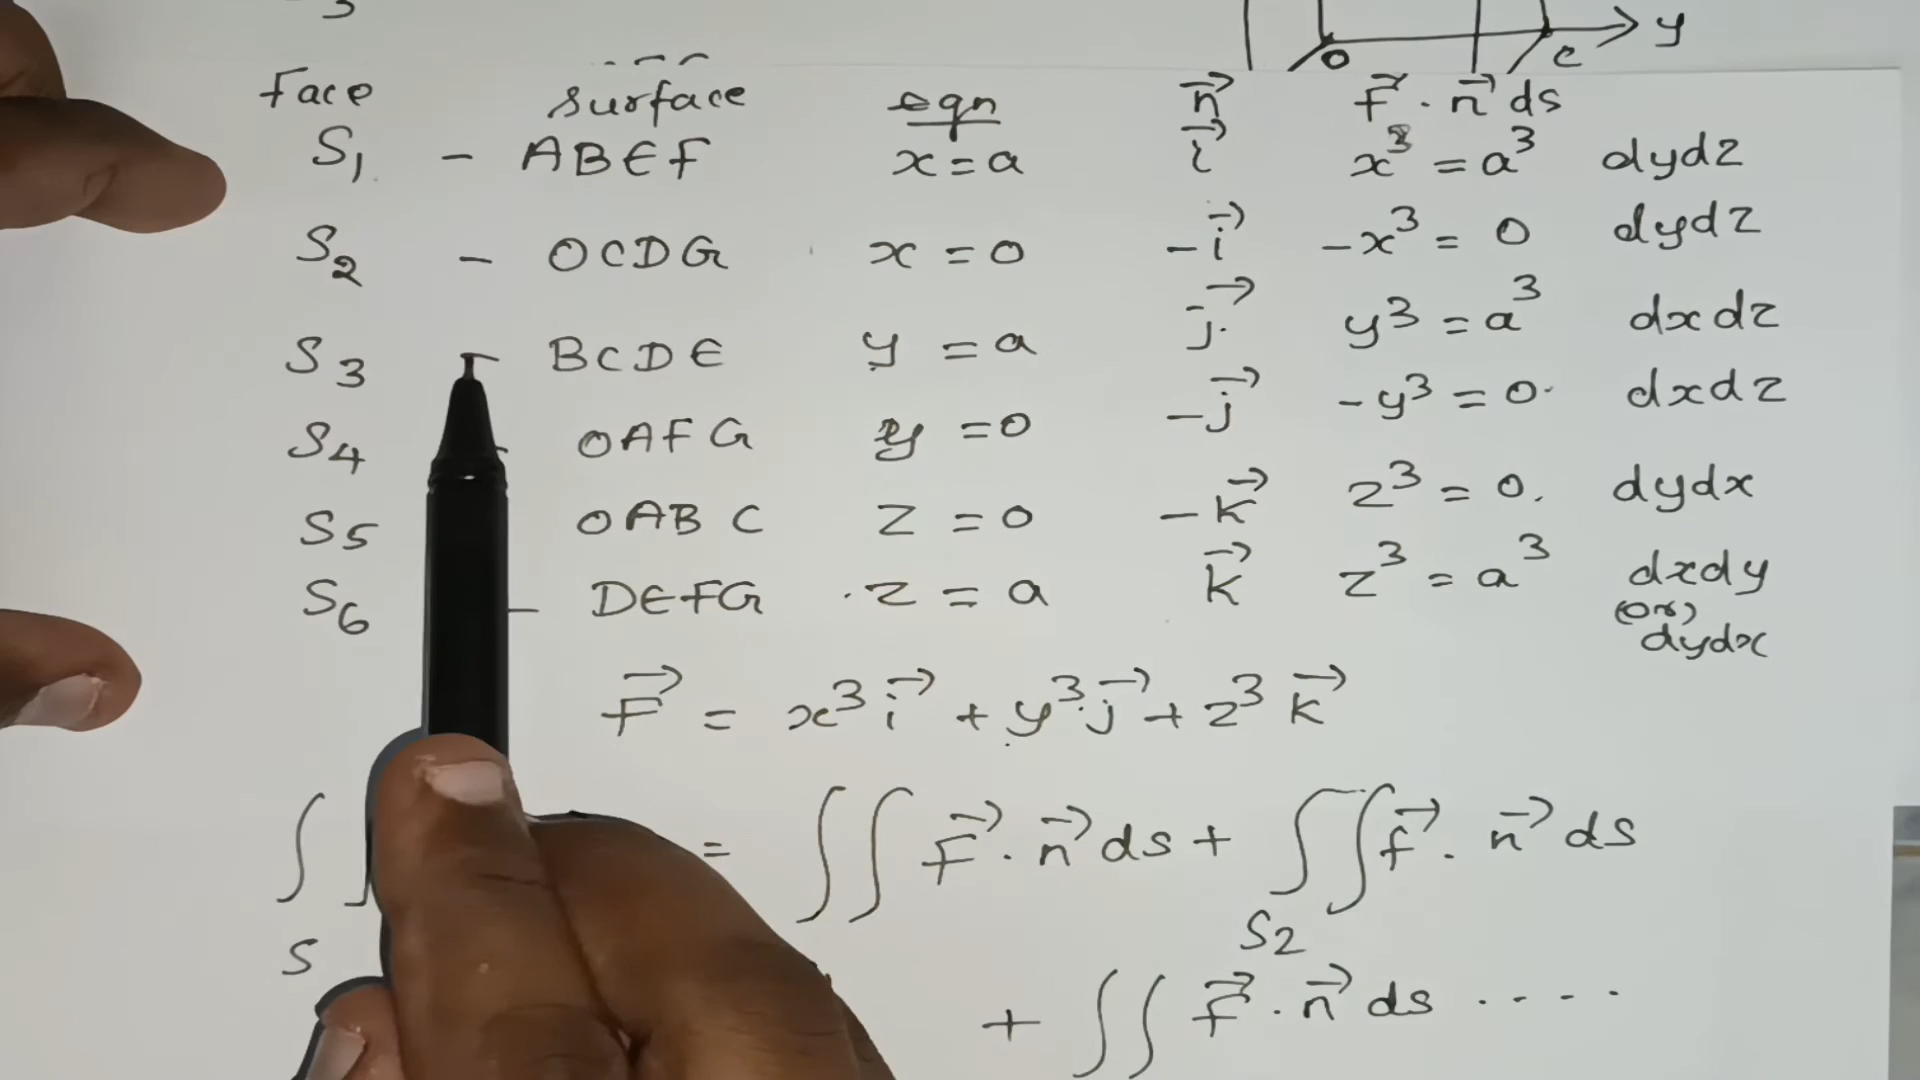 3
y
O
C
Face surface eqn n⃗ F⃗ . n⃗ ds
S₁ - ABEF x = a i⃗ x³ = a³ dydz
S₂ - OCDG x = 0 -i⃗ -x³ = 0 dydz
S₃ - BCDE y = a j⃗ y³ = a³ dxdz
S₄ - OAFG y = 0 -j⃗ -y³ = 0. dxdz
S₅ OABC z = 0 -k⃗ z³ = 0. dydx
S₆ - DEFG z = a k⃗ z³ = a³ dxdy
(or)
dydx
F⃗ = x³ i⃗ + y³ j⃗ + z³ k⃗
∫∫ = ∫∫ F⃗ . n⃗ ds + ∫∫ f⃗ . n⃗ ds
S S2
+ ∫∫ F⃗ . n⃗ ds ....